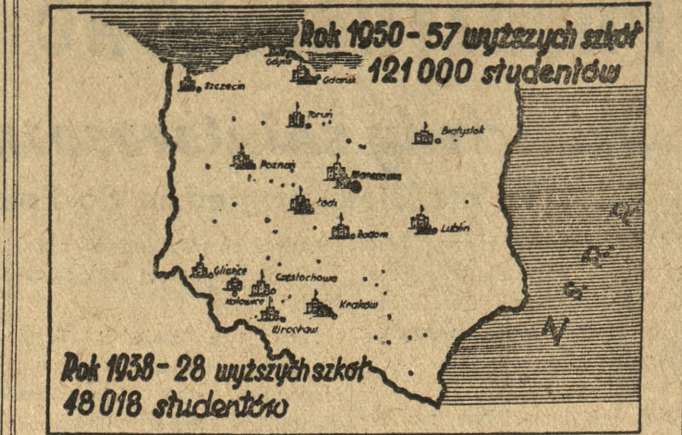 Rok 1950 - 57 wyższych szkół
121 000 studentów
Gdynia
Gdańsk
Szczecin
Toruń
Białystok
Poznań
Warszawa
Łódź
Radom
Lublin
Gliwice
Częstochowa
Katowice
Kraków
Wrocław
Z S R R
Rok 1938 - 28 wyższych szkół
48 018 studentów